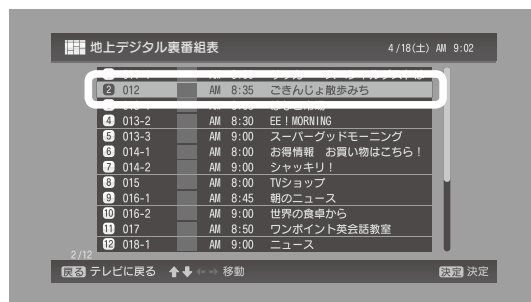 地上デジタル裏番組表 4/18(土) AM 9:02
2 012 AM 8:35 ごきんじょ散歩みち
4 013-2 AM 8:30 EE!MORNING
5 013-3 AM 9:00 スーパーグッドモーニング
6 014-1 AM 8:00 お得情報 お買い物はこちら!
7 014-2 AM 9:00 シャッキリ!
8 015 AM 8:00 TVショップ
9 016-1 AM 8:45 朝のニュース
10 016-2 AM 9:00 世界の食卓から
11 017 AM 8:50 ワンポイント英会話教室
12 018-1 AM 9:00 ニュース
2/12
戻る テレビに戻る ↑↓←→ 移動 決定 決定